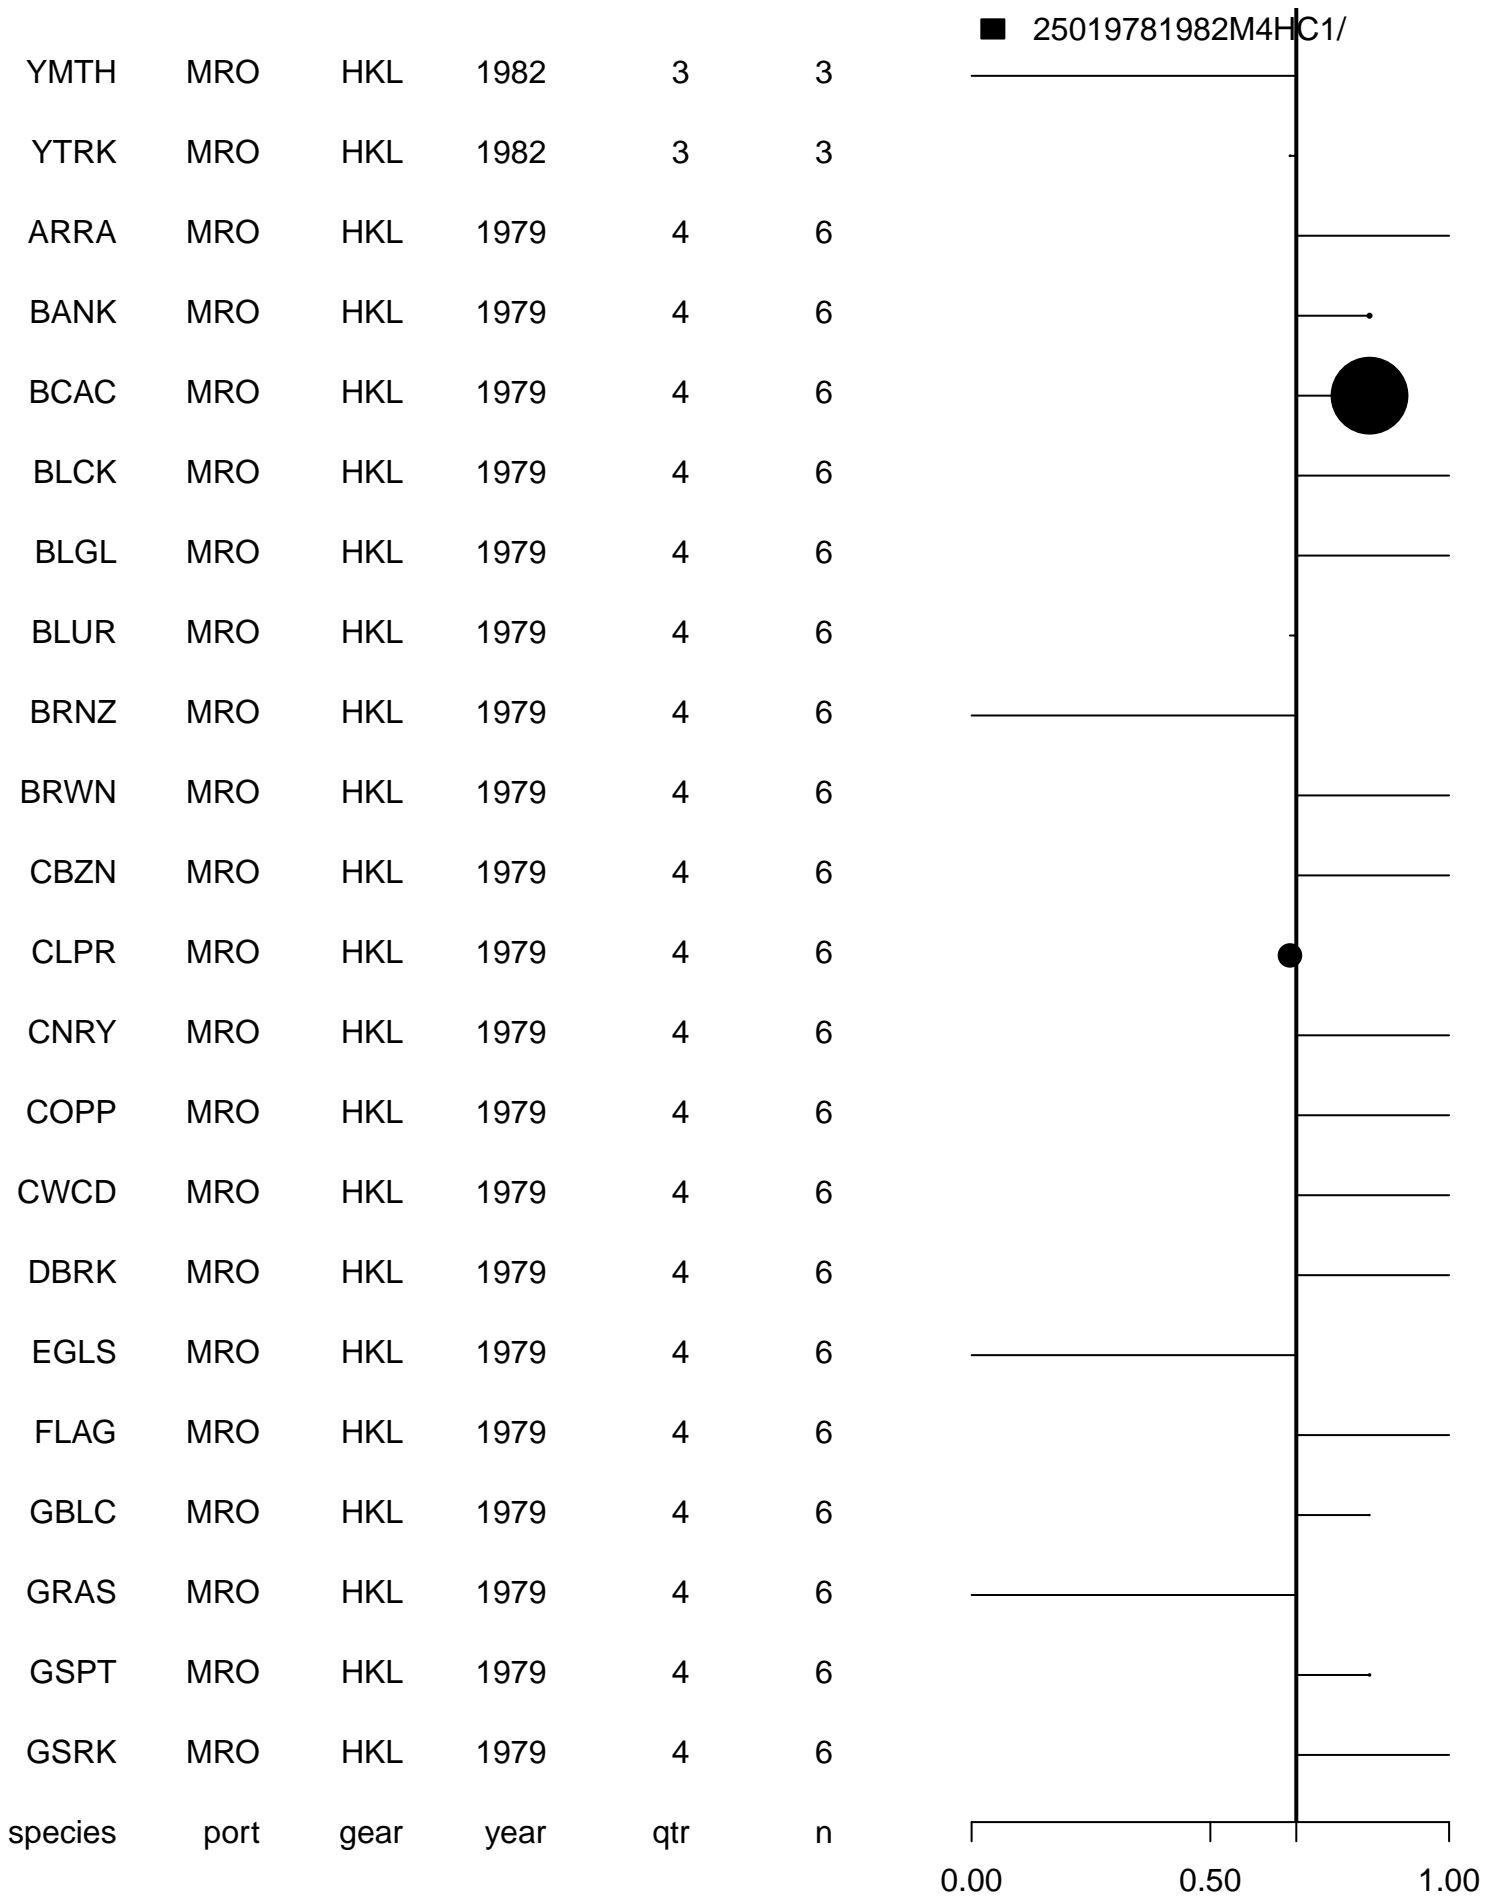 25019781982M4HC1/
YMTH MRO HKL 1982 3 3
YTRK MRO HKL 1982 3 3
ARRA MRO HKL 1979 4 6
BANK MRO HKL 1979 4 6
BCAC MRO HKL 1979 4 6
BLCK MRO HKL 1979 4 6
BLGL MRO HKL 1979 4 6
BLUR MRO HKL 1979 4 6
BRNZ MRO HKL 1979 4 6
BRWN MRO HKL 1979 4 6
CBZN MRO HKL 1979 4 6
CLPR MRO HKL 1979 4 6
CNRY MRO HKL 1979 4 6
COPP MRO HKL 1979 4 6
CWCD MRO HKL 1979 4 6
DBRK MRO HKL 1979 4 6
EGLS MRO HKL 1979 4 6
FLAG MRO HKL 1979 4 6
GBLC MRO HKL 1979 4 6
GRAS MRO HKL 1979 4 6
GSPT MRO HKL 1979 4 6
GSRK MRO HKL 1979 4 6
species port gear year qtr n
0.00 0.50 1.00